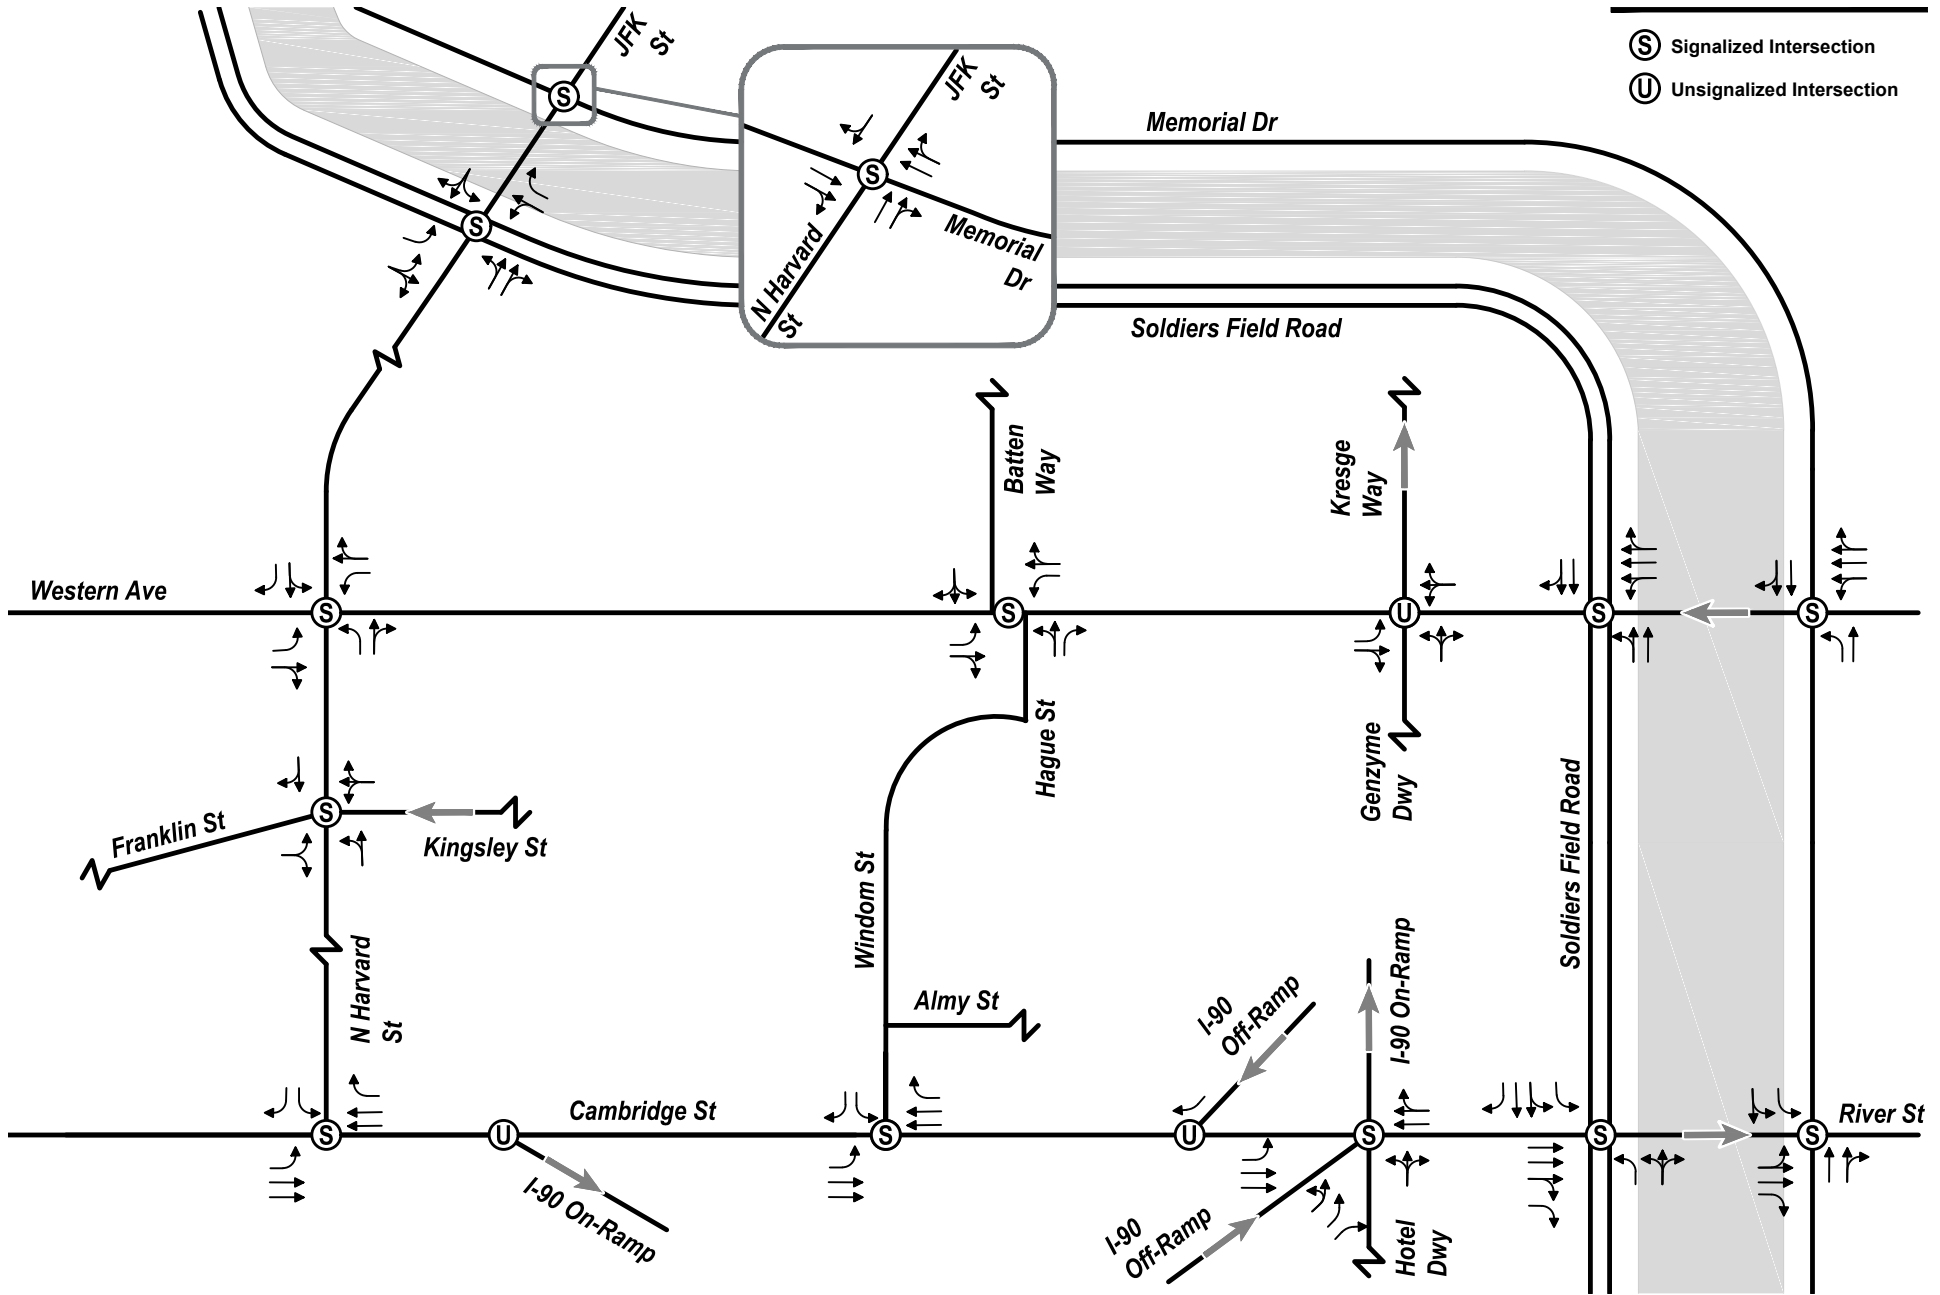 JFK
St
S
Signalized Intersection
U
Unsignalized Intersection
S
JFK
St
S
N Harvard
St
Memorial
Dr
Memorial Dr
S
Soldiers Field Road
Batten
Way
Kresge
Way
Western Ave
S
S
U
S
S
Hague St
Genzyme
Dwy
Soldiers Field Road
Franklin St
S
Kingsley St
Windom St
N Harvard
St
Almy St
I-90
Off-Ramp
I-90 On-Ramp
Cambridge St
River St
S
U
S
U
S
S
S
I-90 On-Ramp
I-90
Off-Ramp
Hotel
Dwy